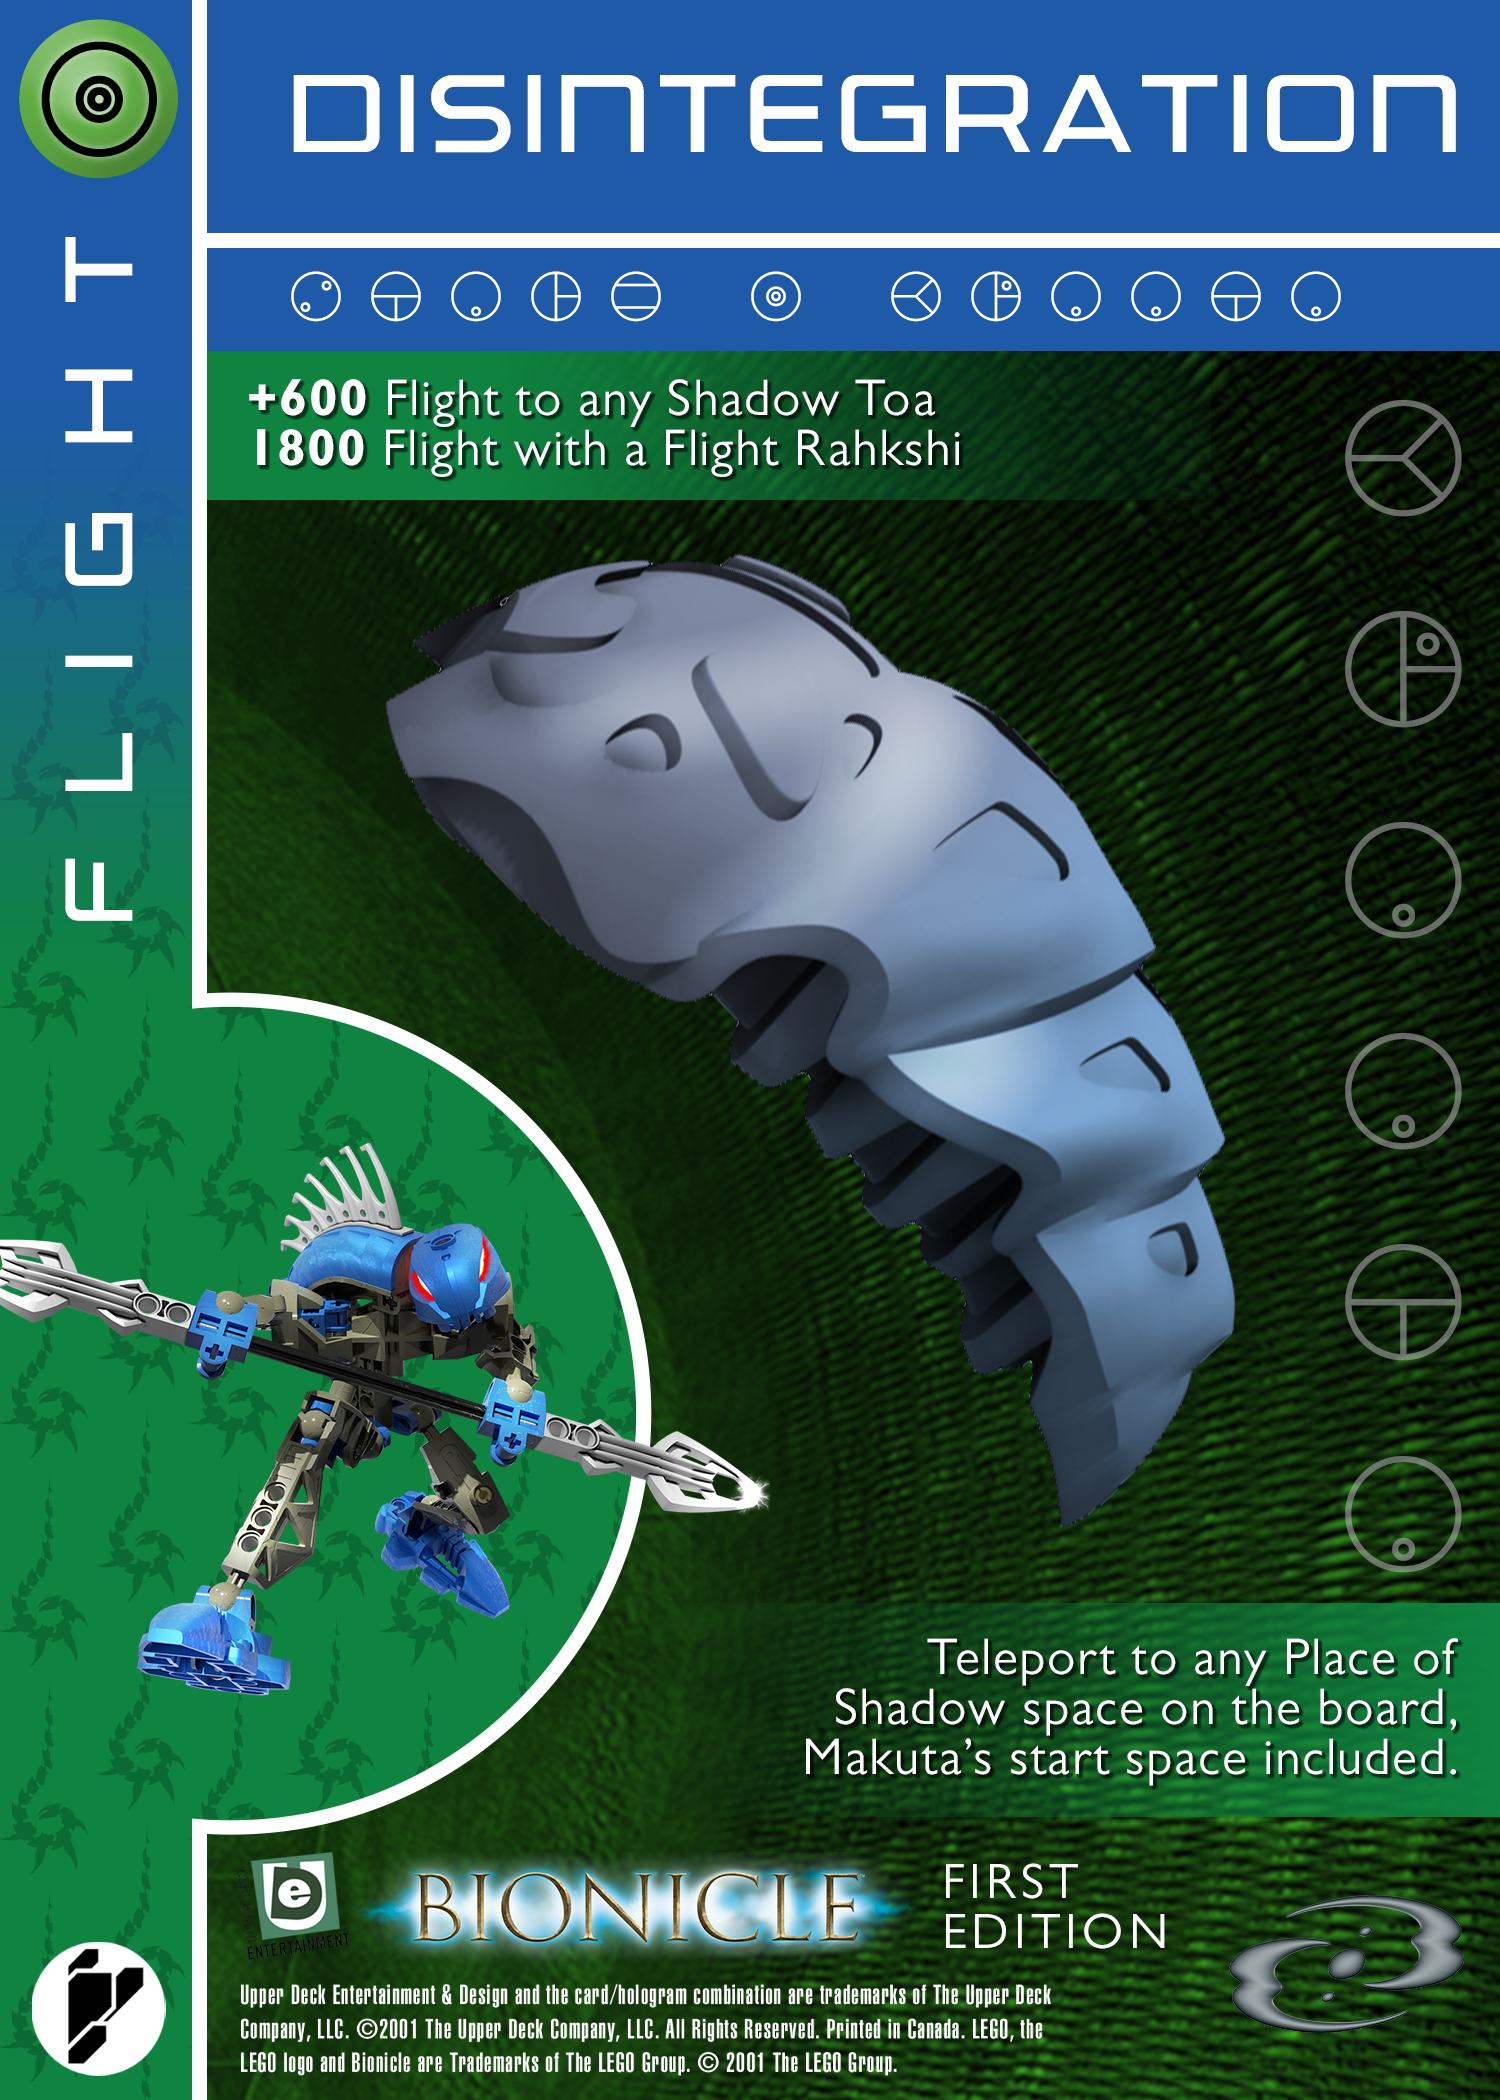 DISINTEGRATION
FLIGHT
+600 Flight to any Shadow Toa
1800 Flight with a Flight Rahkshi
Teleport to any Place of
Shadow space on the board,
Makuta's start space included.
e
ENTERTAINMENT
BIONICLE
FIRST
EDITION
Upper Deck Entertainment & Design and the card/hologram combination are trademarks of The Upper Deck
Company, LLC. ©2001 The Upper Deck Company, LLC. All Rights Reserved. Printed in Canada. LEGO, the
LEGO logo and Bionicle are Trademarks of The LEGO Group. © 2001 The LEGO Group.